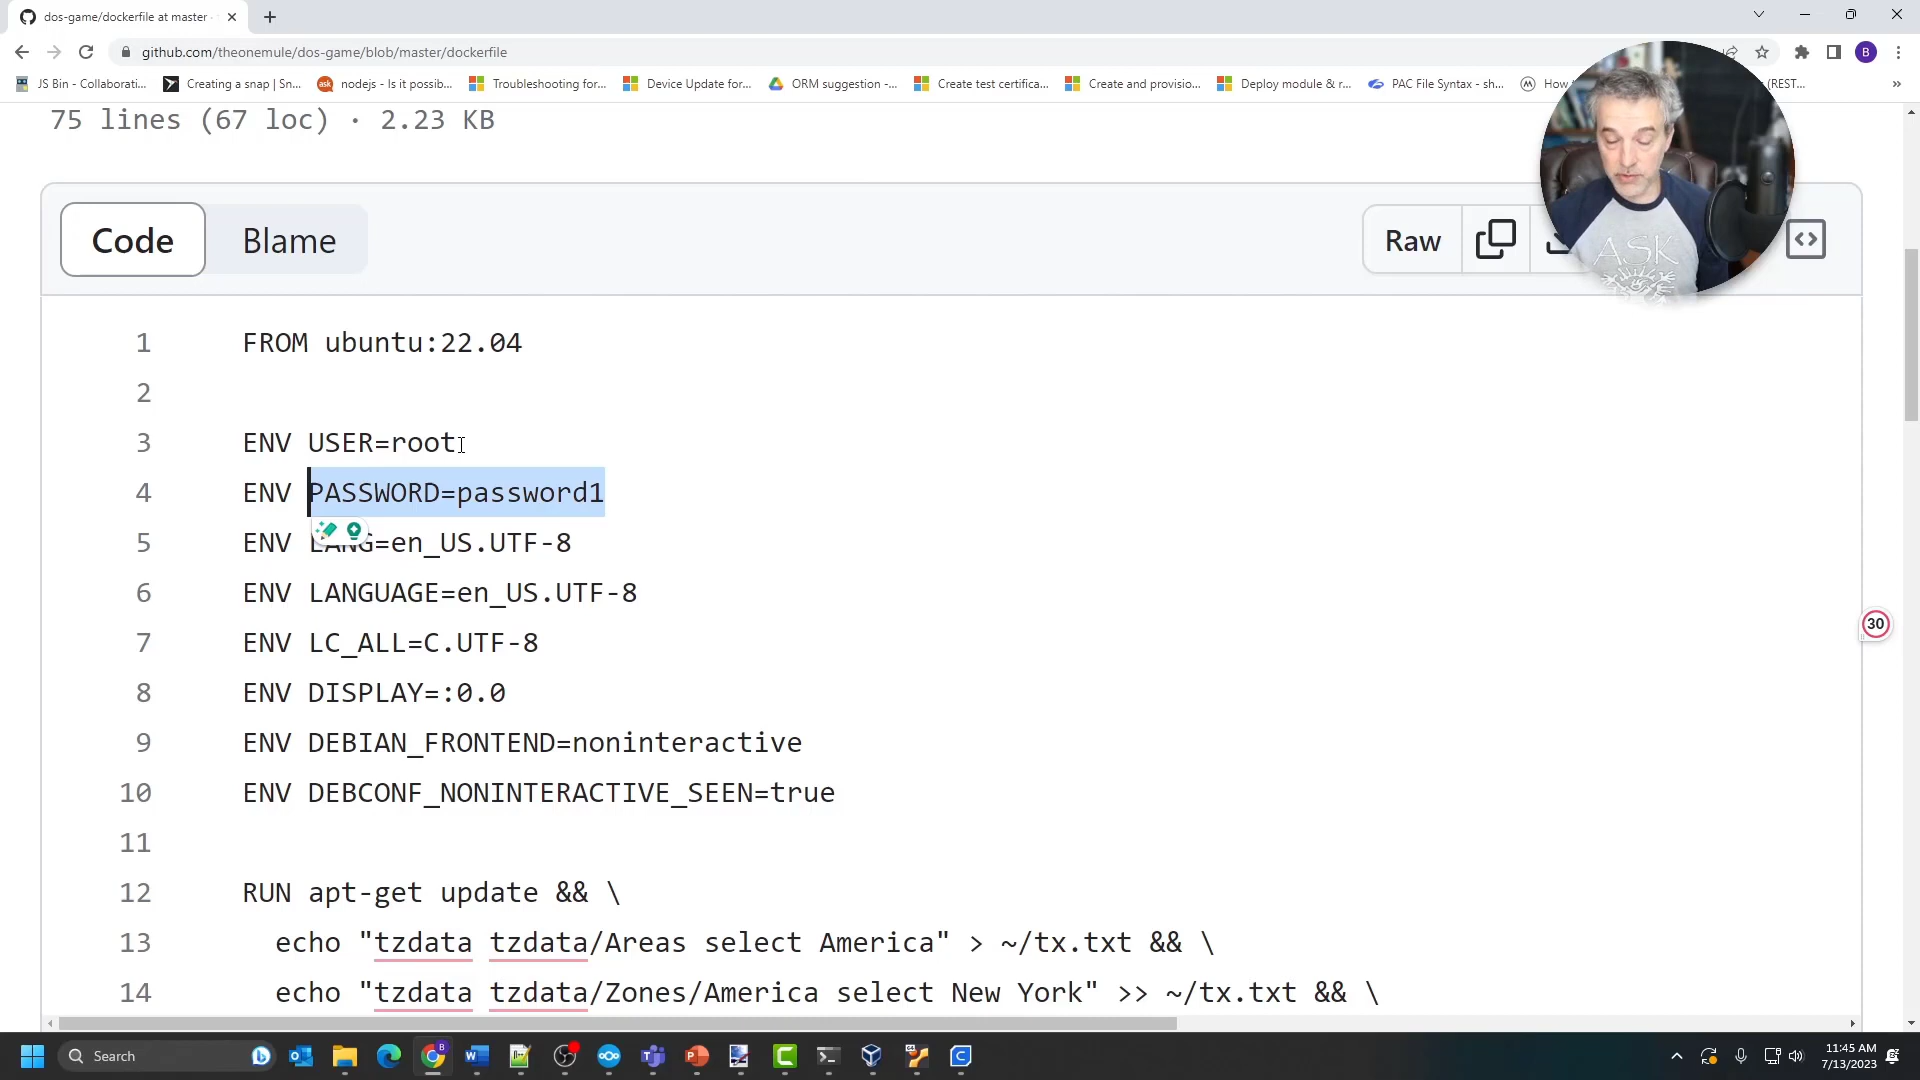 dos-game/dockerfile at master ·
github.com/theonemule/dos-game/blob/master/dockerfile
B
JS Bin - Collaborati...
Creating a snap | Sn...
ask
nodejs - Is it possib...
Troubleshooting for...
Device Update for...
ORM suggestion -...
Create test certifica...
Create and provisio...
Deploy module & r...
PAC File Syntax - sh...
How
(REST...
»
75 lines (67 loc) · 2.23 KB
Code
Blame
Raw
ASK
1 FROM ubuntu:22.04
2
3 ENV USER=root
4 ENV PASSWORD=password1
5 ENV LANG=en_US.UTF-8
6 ENV LANGUAGE=en_US.UTF-8
7 ENV LC_ALL=C.UTF-8
8 ENV DISPLAY=:0.0
9 ENV DEBIAN_FRONTEND=noninteractive
10 ENV DEBCONF_NONINTERACTIVE_SEEN=true
11
12 RUN apt-get update && \
13 echo "tzdata tzdata/Areas select America" > ~/tx.txt && \
14 echo "tzdata tzdata/Zones/America select New York" >> ~/tx.txt && \
30
Search
11:45 AM
7/13/2023